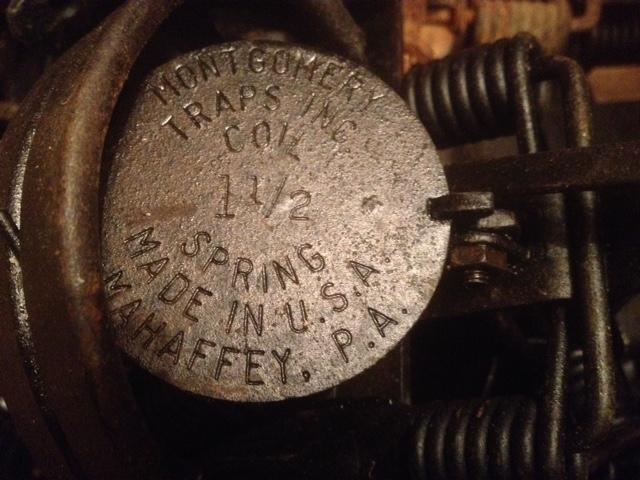 MONTGOMERY
TRAPS INC.
COIL
1 1/2
SPRING
MADE IN U.S.A.
MAHAFFEY, P.A.